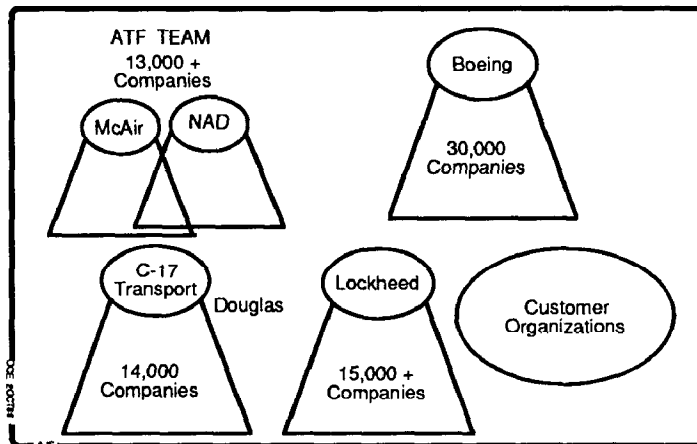 ATF TEAM
13,000 +
Companies
McAir
NAD
Boeing
30,000
Companies
C-17
Transport
Douglas
14,000
Companies
Lockheed
15,000 +
Companies
Customer
Organizations